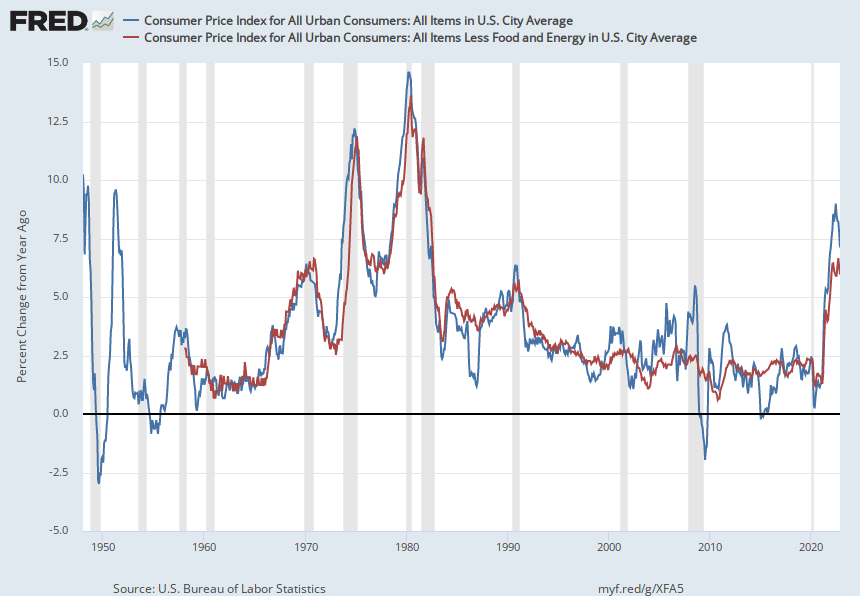 FRED
Consumer Price Index for All Urban Consumers: All Items in U.S. City Average
Consumer Price Index for All Urban Consumers: All Items Less Food and Energy in U.S. City Average
Percent Change from Year Ago
15.0
12.5
10.0
7.5
5.0
2.5
0.0
-2.5
-5.0
1950 1960 1970 1980 1990 2000 2010 2020
Source: U.S. Bureau of Labor Statistics myf.red/g/XFA5